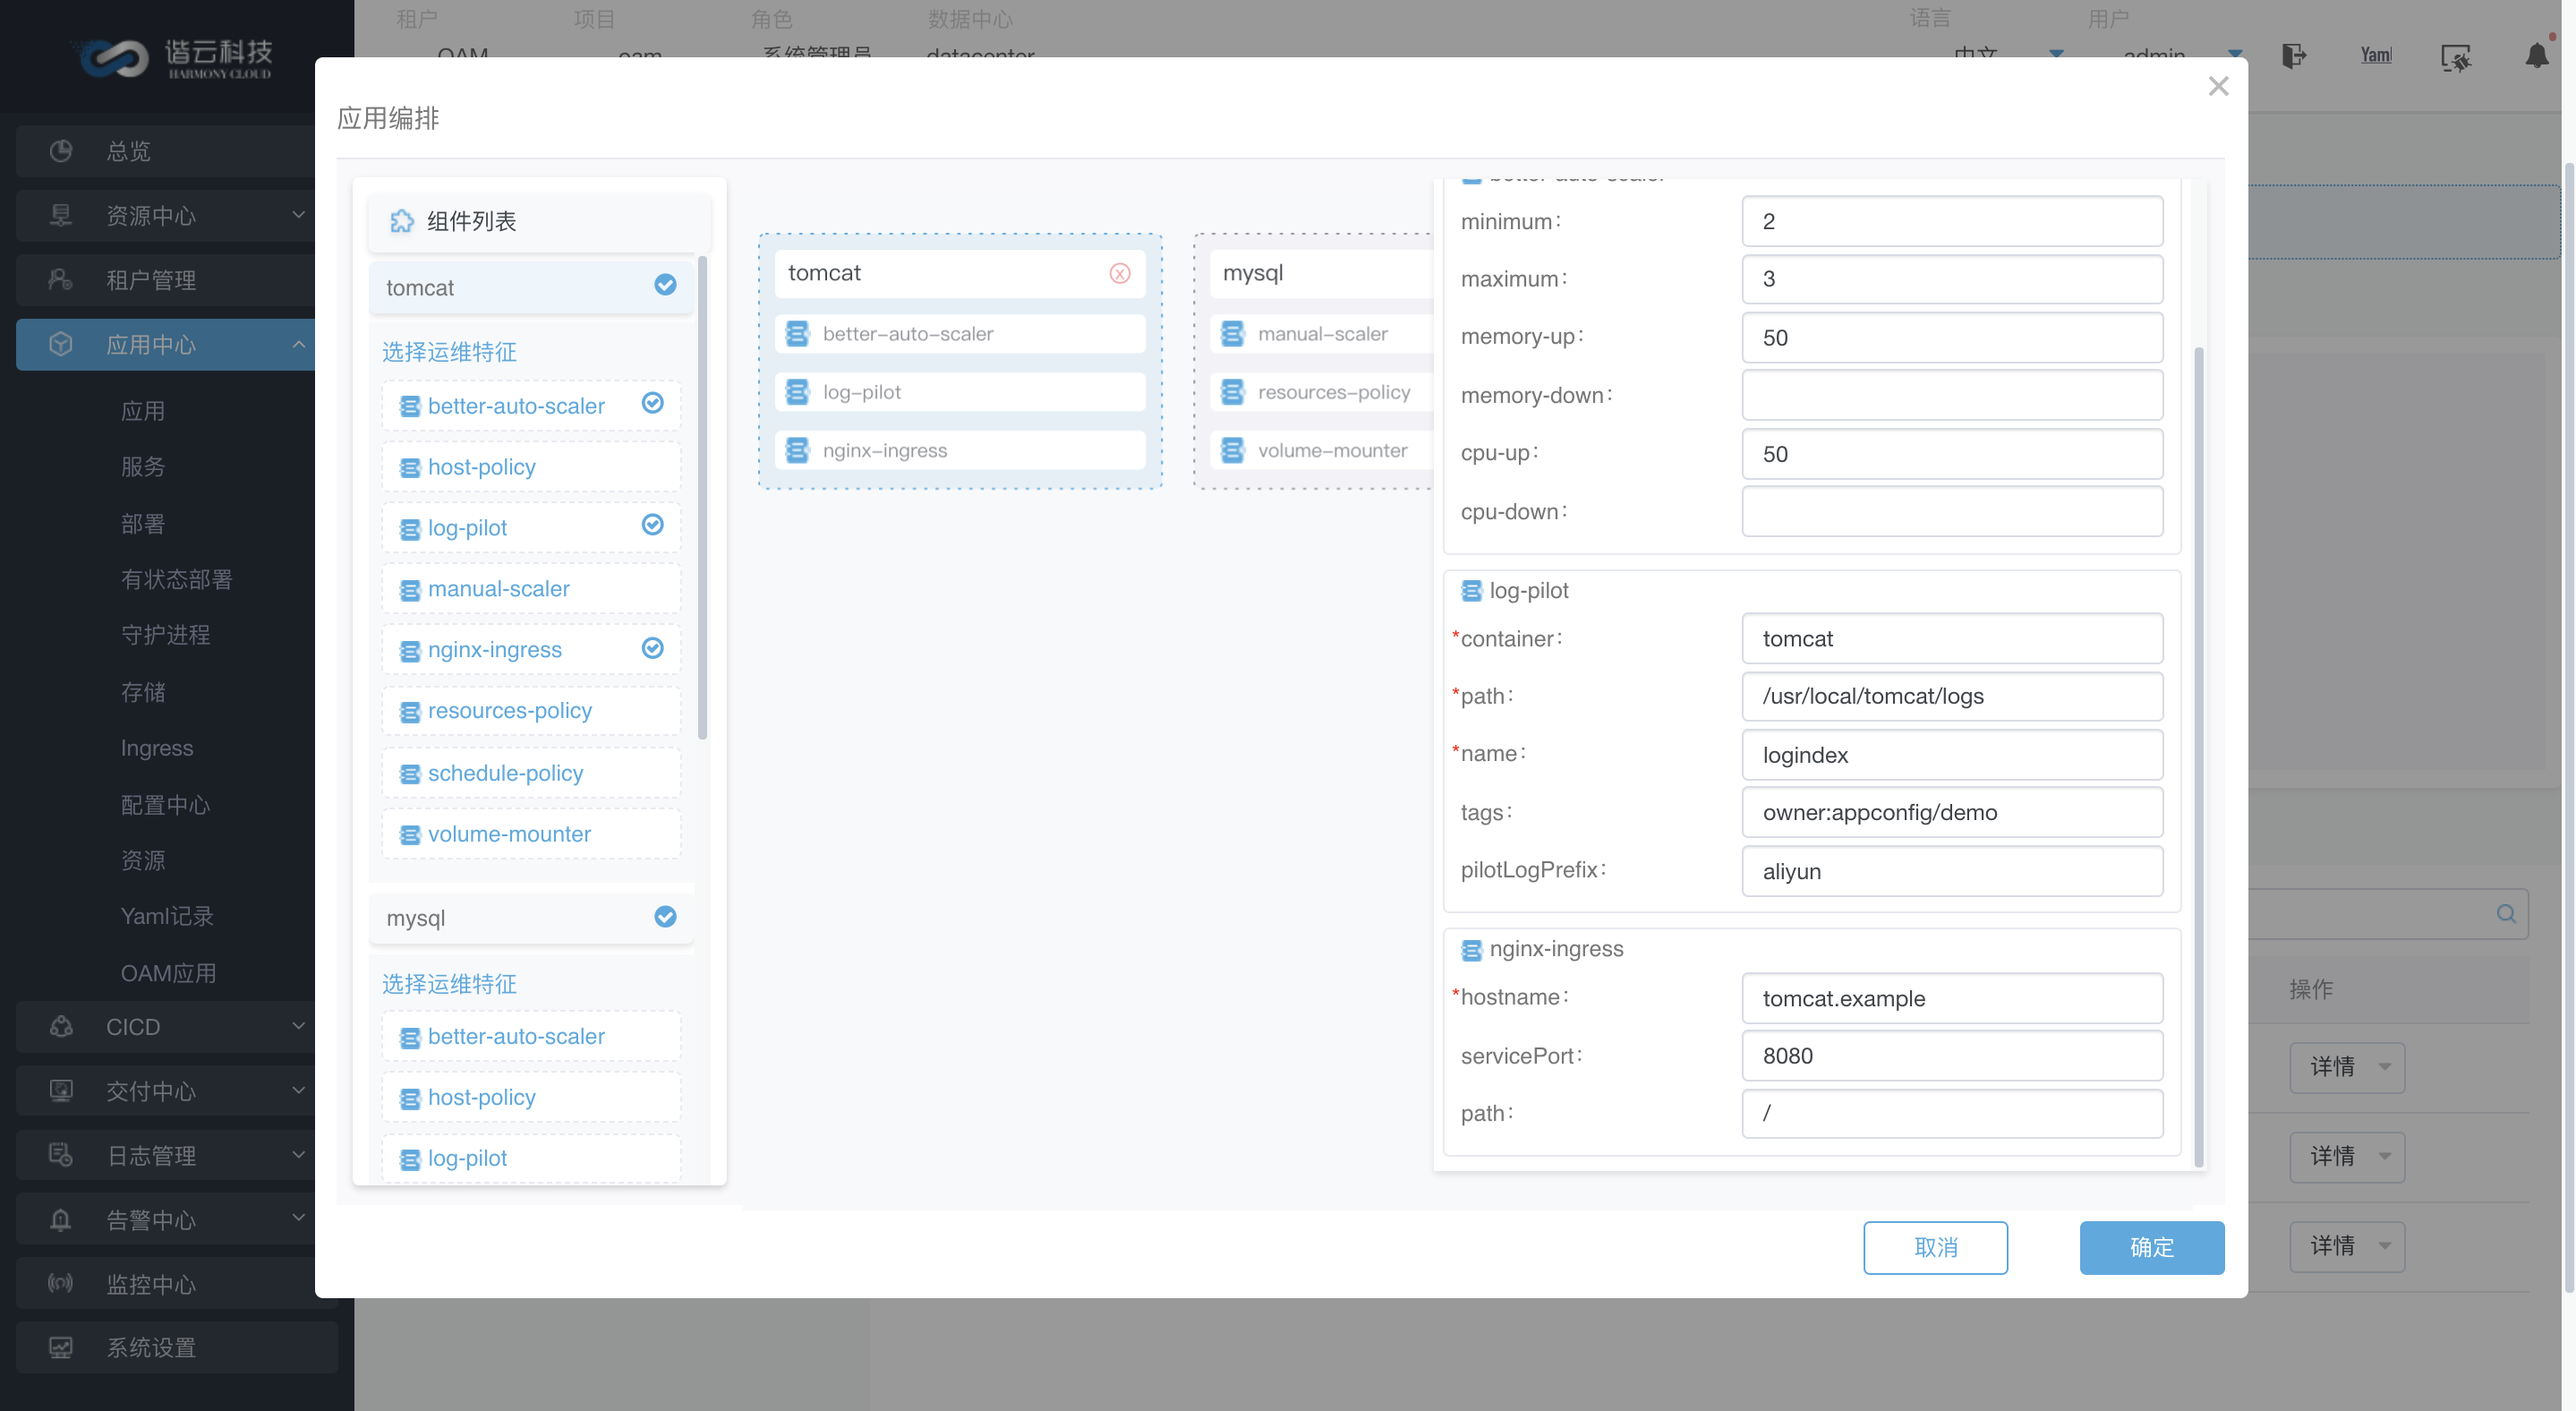 谐云科技
HARMONY CLOUD
租户
项目
角色
数据中心
语言
用户
OAM
oam
系统管理员
datacenter
中文
admin
Yaml
总览
资源中心
租户管理
应用中心
应用
服务
部署
有状态部署
守护进程
存储
Ingress
配置中心
资源
Yaml记录
OAM应用
CICD
交付中心
日志管理
告警中心
监控中心
系统设置
应用编排
组件列表
tomcat
选择运维特征
better-auto-scaler
host-policy
log-pilot
manual-scaler
nginx-ingress
resources-policy
schedule-policy
volume-mounter
mysql
选择运维特征
better-auto-scaler
host-policy
log-pilot
tomcat
better-auto-scaler
log-pilot
nginx-ingress
mysql
manual-scaler
resources-policy
volume-mounter
better-auto-scaler
minimum: 2
maximum: 3
memory-up: 50
memory-down:
cpu-up: 50
cpu-down:
log-pilot
*container: tomcat
*path: /usr/local/tomcat/logs
*name: logindex
tags: owner:appconfig/demo
pilotLogPrefix: aliyun
nginx-ingress
*hostname: tomcat.example
servicePort: 8080
path: /
取消
确定
操作
详情
详情
详情